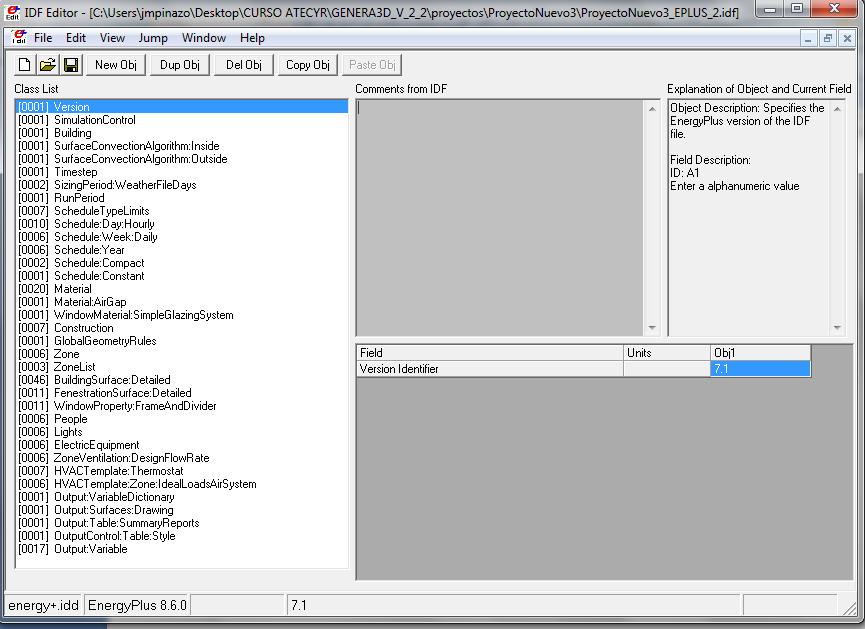 IDF Editor - [C:\Users\jmpinazo\Desktop\CURSO ATECYR\GENERA3D_V_2_2\proyectos\ProyectoNuevo3\ProyectoNuevo3_EPLUS_2.idf]
File Edit View Jump Window Help
New Obj Dup Obj Del Obj Copy Obj Paste Obj
Class List
[0001] Version
[0001] SimulationControl
[0001] Building
[0001] SurfaceConvectionAlgorithm:Inside
[0001] SurfaceConvectionAlgorithm:Outside
[0001] Timestep
[0002] SizingPeriod:WeatherFileDays
[0001] RunPeriod
[0007] ScheduleTypeLimits
[0010] Schedule:Day:Hourly
[0006] Schedule:Week:Daily
[0006] Schedule:Year
[0002] Schedule:Compact
[0001] Schedule:Constant
[0020] Material
[0001] Material:AirGap
[0001] WindowMaterial:SimpleGlazingSystem
[0007] Construction
[0001] GlobalGeometryRules
[0006] Zone
[0003] ZoneList
[0046] BuildingSurface:Detailed
[0011] FenestrationSurface:Detailed
[0011] WindowProperty:FrameAndDivider
[0006] People
[0006] Lights
[0006] ElectricEquipment
[0006] ZoneVentilation:DesignFlowRate
[0007] HVACTemplate:Thermostat
[0006] HVACTemplate:Zone:IdealLoadsAirSystem
[0001] Output:VariableDictionary
[0001] Output:Surfaces:Drawing
[0001] Output:Table:SummaryReports
[0001] OutputControl:Table:Style
[0017] Output:Variable
Comments from IDF
Explanation of Object and Current Field
Object Description: Specifies the
EnergyPlus version of the IDF
file.
Field Description:
ID: A1
Enter a alphanumeric value
Field Units Obj1
Version Identifier 7.1
energy+.idd EnergyPlus 8.6.0 7.1